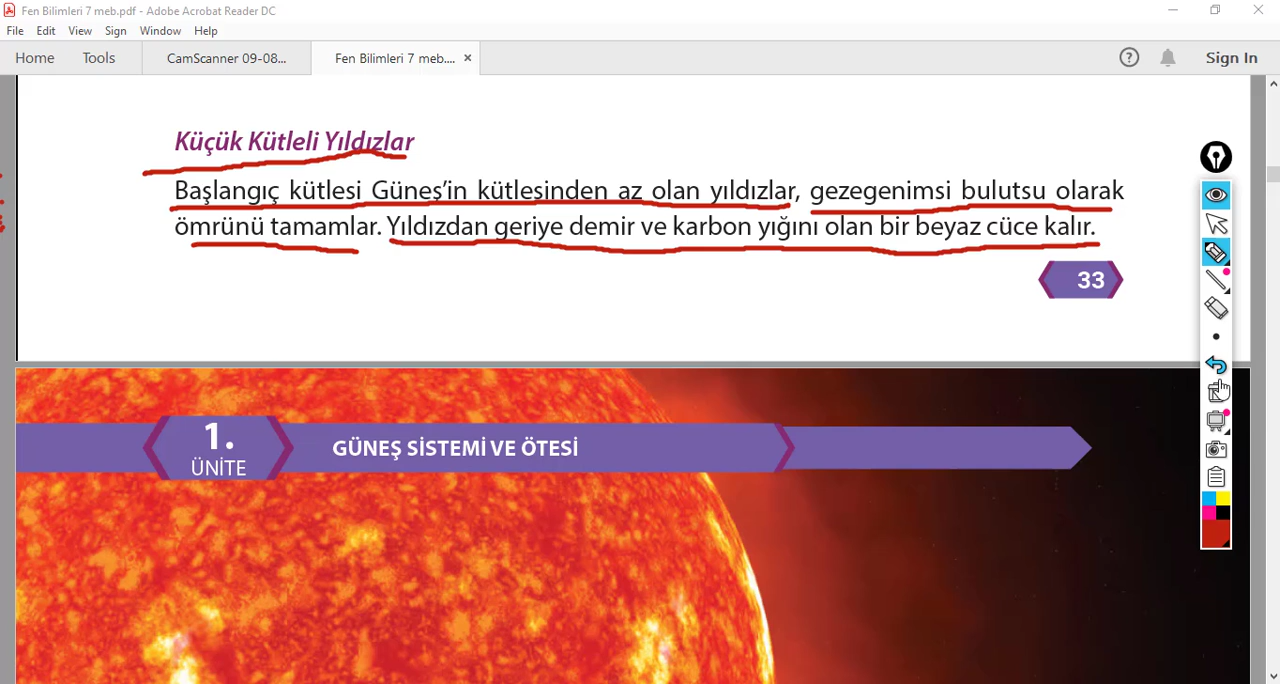 Fen Bilimleri 7 meb.pdf - Adobe Acrobat Reader DC
File Edit View Sign Window Help
Home Tools CamScanner 09-08... Fen Bilimleri 7 meb.... × Sign In
Küçük Kütleli Yıldızlar
Başlangıç kütlesi Güneş’in kütlesinden az olan yıldızlar, gezegenimsi bulutsu olarak
ömrünü tamamlar. Yıldızdan geriye demir ve karbon yığını olan bir beyaz cüce kalır.
33
1.
ÜNİTE
GÜNEŞ SİSTEMİ VE ÖTESİ